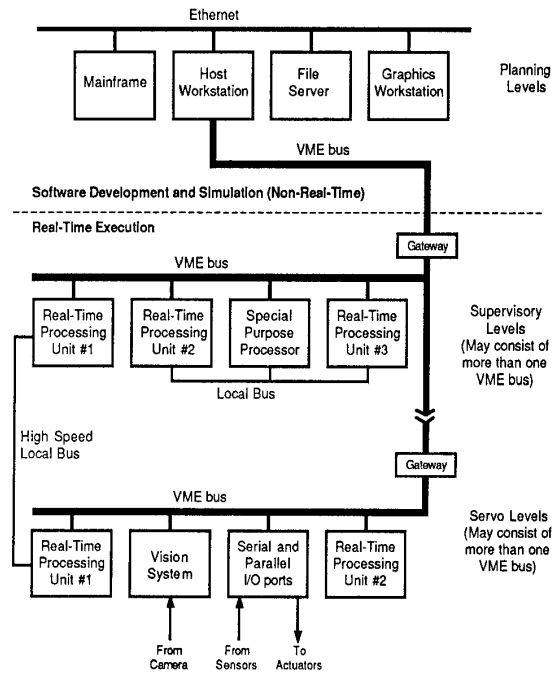 Ethernet
Mainframe
Host
Workstation
File
Server
Graphics
Workstation
Planning
Levels
VME bus
Software Development and Simulation (Non-Real-Time)
Real-Time Execution
Gateway
VME bus
Real-Time
Processing
Unit #1
Real-Time
Processing
Unit #2
Special
Purpose
Processor
Real-Time
Processing
Unit #3
Supervisory
Levels
(May consist of
more than one
VME bus)
Local Bus
High Speed
Local Bus
Gateway
VME bus
Real-Time
Processing
Unit #1
Vision
System
Serial and
Parallel
I/O ports
Real-Time
Processing
Unit #2
Servo Levels
(May consist of
more than one
VME bus)
From
Camera
From
Sensors
To
Actuators